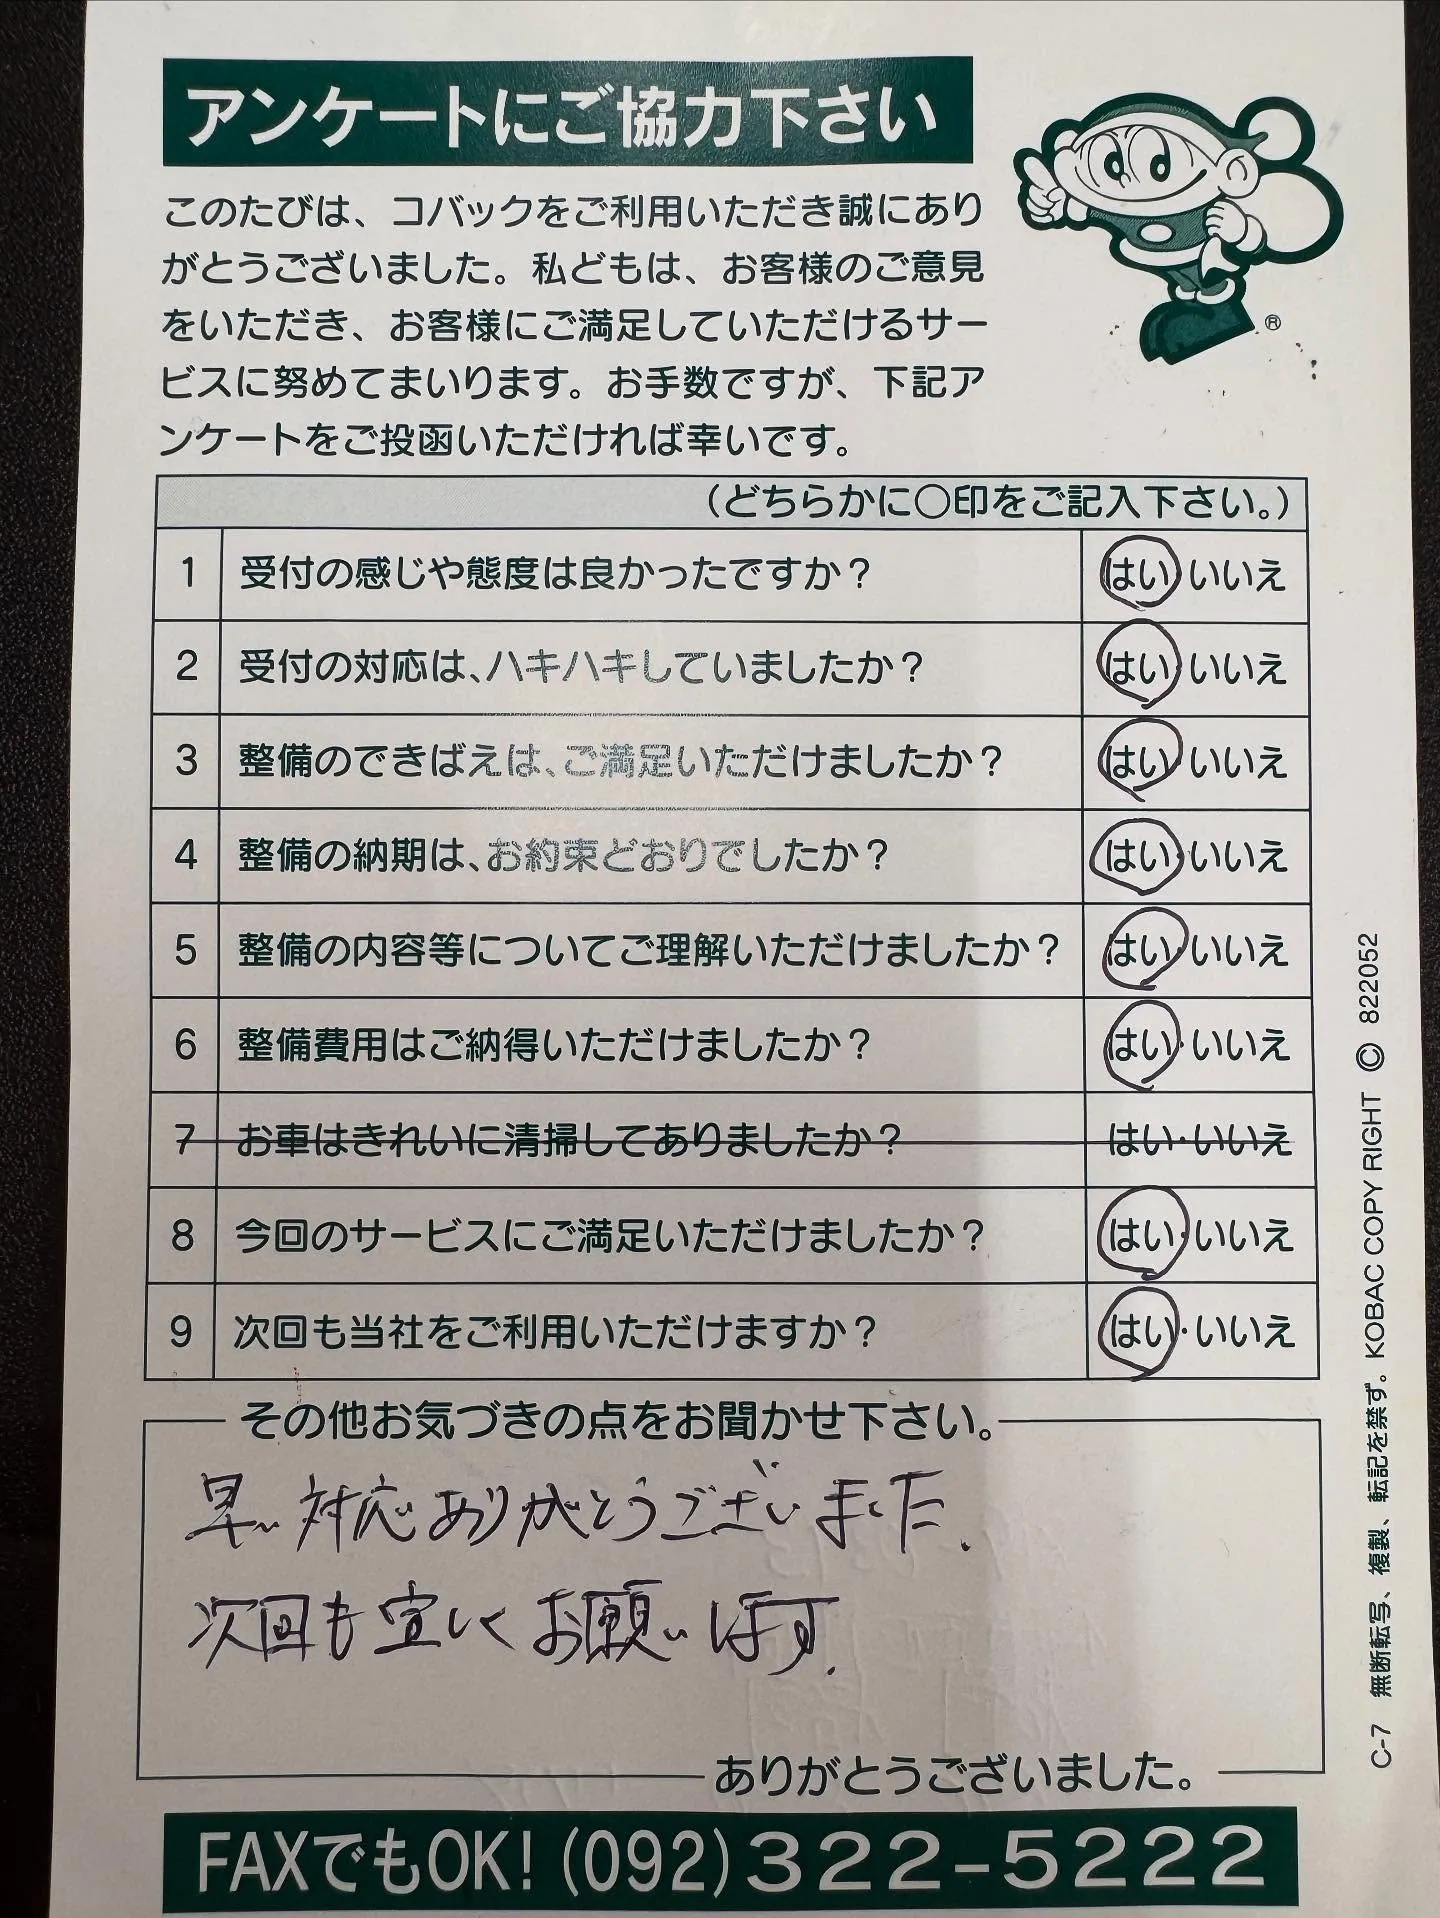 アンケートにご協力下さい
このたびは、コバックをご利用いただき誠にあり
がとうございました。私どもは、お客様のご意見
をいただき、お客様にご満足していただけるサー
ビスに努めてまいります。お手数ですが、下記ア
ンケートをご投函いただければ幸いです。
®
(どちらかに○印をご記入下さい。)
1 受付の感じや態度は良かったですか? はい・いいえ
2 受付の対応は、ハキハキしていましたか? はい・いいえ
3 整備のできばえは、ご満足いただけましたか? はい・いいえ
4 整備の納期は、お約束どおりでしたか? はい・いいえ
5 整備の内容等についてご理解いただけましたか? はい・いいえ
6 整備費用はご納得いただけましたか? はい・いいえ
7 お車はきれいに清掃してありましたか? はい・いいえ
8 今回のサービスにご満足いただけましたか? はい・いいえ
9 次回も当社をご利用いただけますか? はい・いいえ
その他お気づきの点をお聞かせ下さい。
早い対応ありがとうございました.
次回も宜しくお願いします.
ありがとうございました。
FAXでもOK!(092)322-5222
C-7 無断転写、複製、転記を禁ず。KOBAC COPY RIGHT © 822052